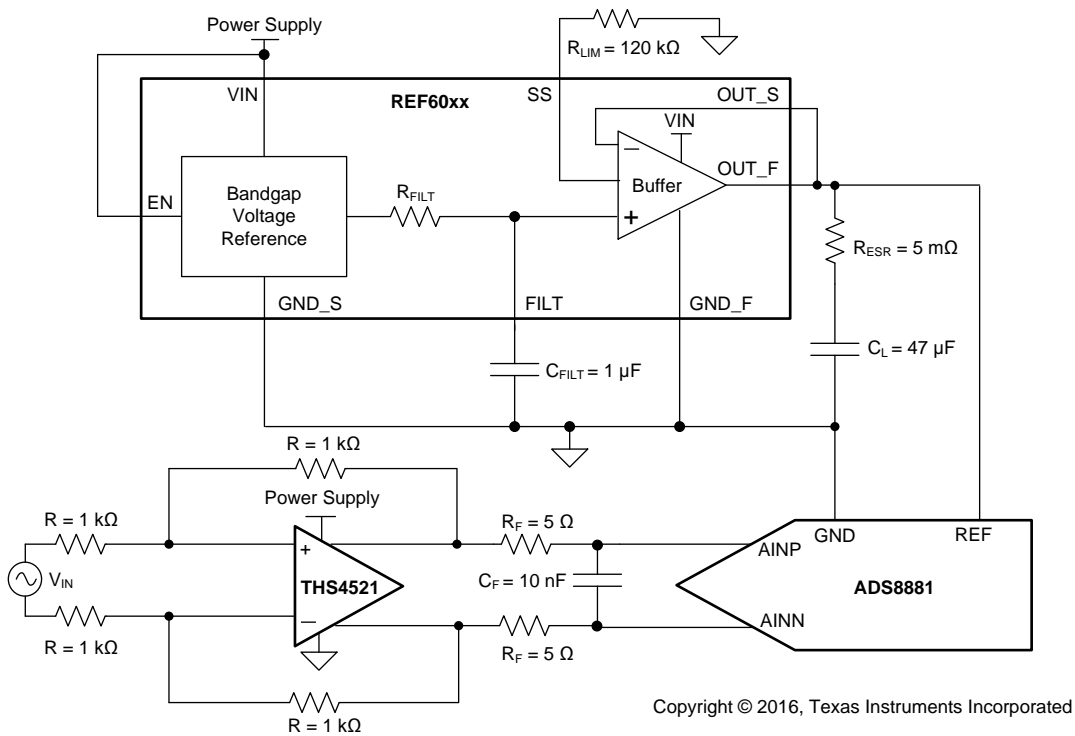 Power Supply
R_LIM = 120 kΩ
VIN
REF60xx
SS
OUT_S
VIN
OUT_F
EN
Bandgap
Voltage
Reference
R_FILT
Buffer
−
+
R_ESR = 5 mΩ
GND_S
FILT
GND_F
C_FILT = 1 µF
C_L = 47 µF
R = 1 kΩ
Power Supply
R = 1 kΩ
V_IN
R = 1 kΩ
+
THS4521
−
R = 1 kΩ
R_F = 5 Ω
C_F = 10 nF
R_F = 5 Ω
AINP
GND
REF
ADS8881
AINN
Copyright © 2016, Texas Instruments Incorporated